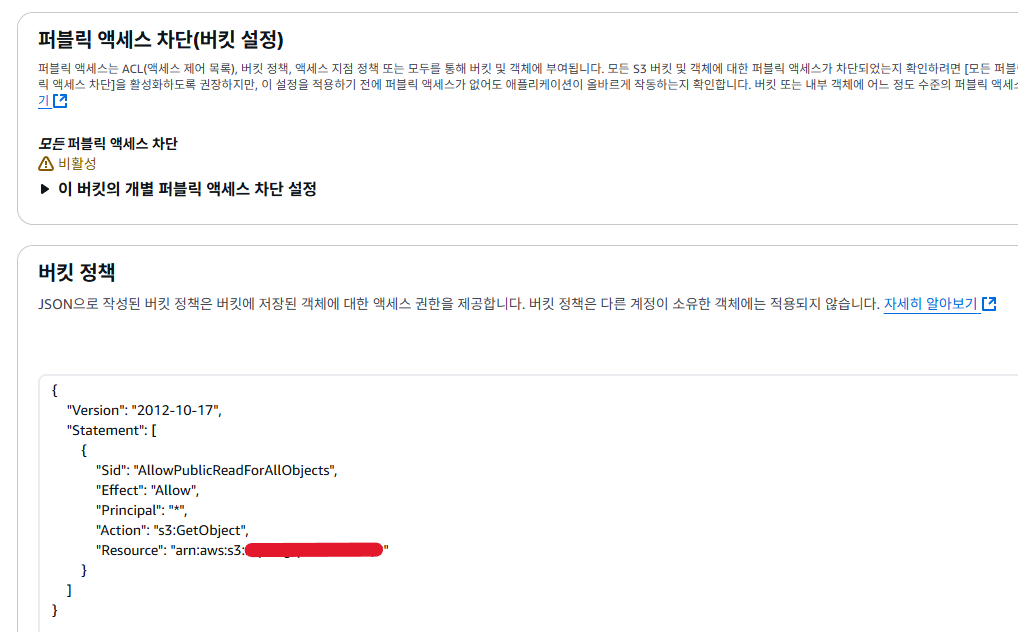 퍼블릭 액세스 차단(버킷 설정)
퍼블릭 액세스는 ACL(액세스 제어 목록), 버킷 정책, 액세스 지점 정책 또는 모두를 통해 버킷 및 객체에 부여됩니다. 모든 S3 버킷 및 객체에 대한 퍼블릭 액세스가 차단되었는지 확인하려면 [모든 퍼블
릭 액세스 차단]을 활성화하도록 권장하지만, 이 설정을 적용하기 전에 퍼블릭 액세스가 없어도 애플리케이션이 올바르게 작동하는지 확인합니다. 버킷 또는 내부 객체에 어느 정도 수준의 퍼블릭 액세스
기
모든 퍼블릭 액세스 차단
비활성
이 버킷의 개별 퍼블릭 액세스 차단 설정
버킷 정책
JSON으로 작성된 버킷 정책은 버킷에 저장된 객체에 대한 액세스 권한을 제공합니다. 버킷 정책은 다른 계정이 소유한 객체에는 적용되지 않습니다. 자세히 알아보기
{
"Version": "2012-10-17",
"Statement": [
{
"Sid": "AllowPublicReadForAllObjects",
"Effect": "Allow",
"Principal": "*",
"Action": "s3:GetObject",
"Resource": "arn:aws:s3:"
}
]
}